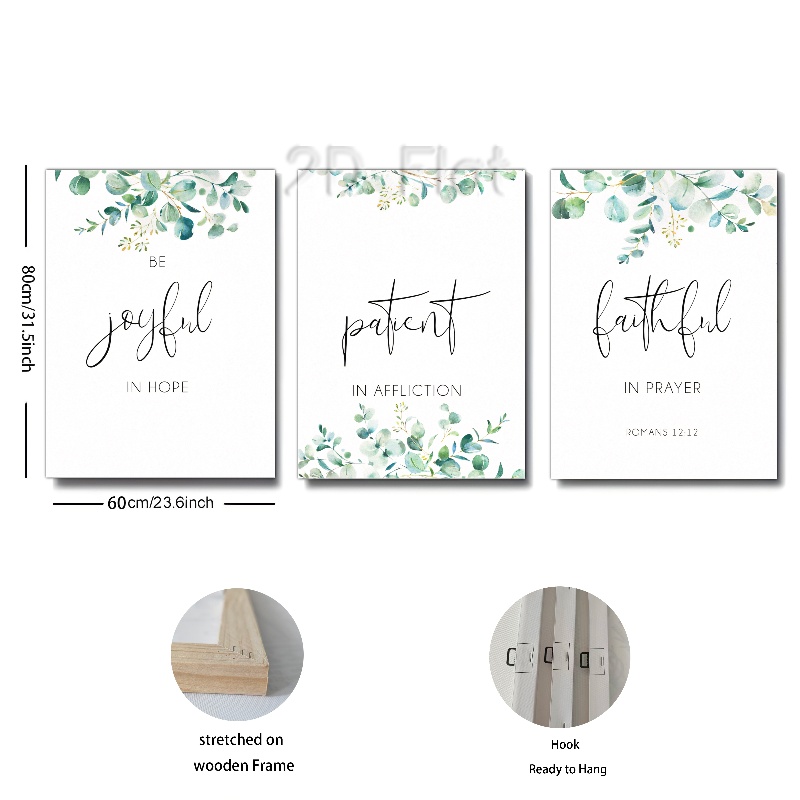 2D Flat
80cm/31.5inch
BE
joyful
IN HOPE
patient
IN AFFLICTION
faithful
IN PRAYER
ROMANS 12:12
60cm/23.6inch
stretched on
wooden Frame
Hook
Ready to Hang